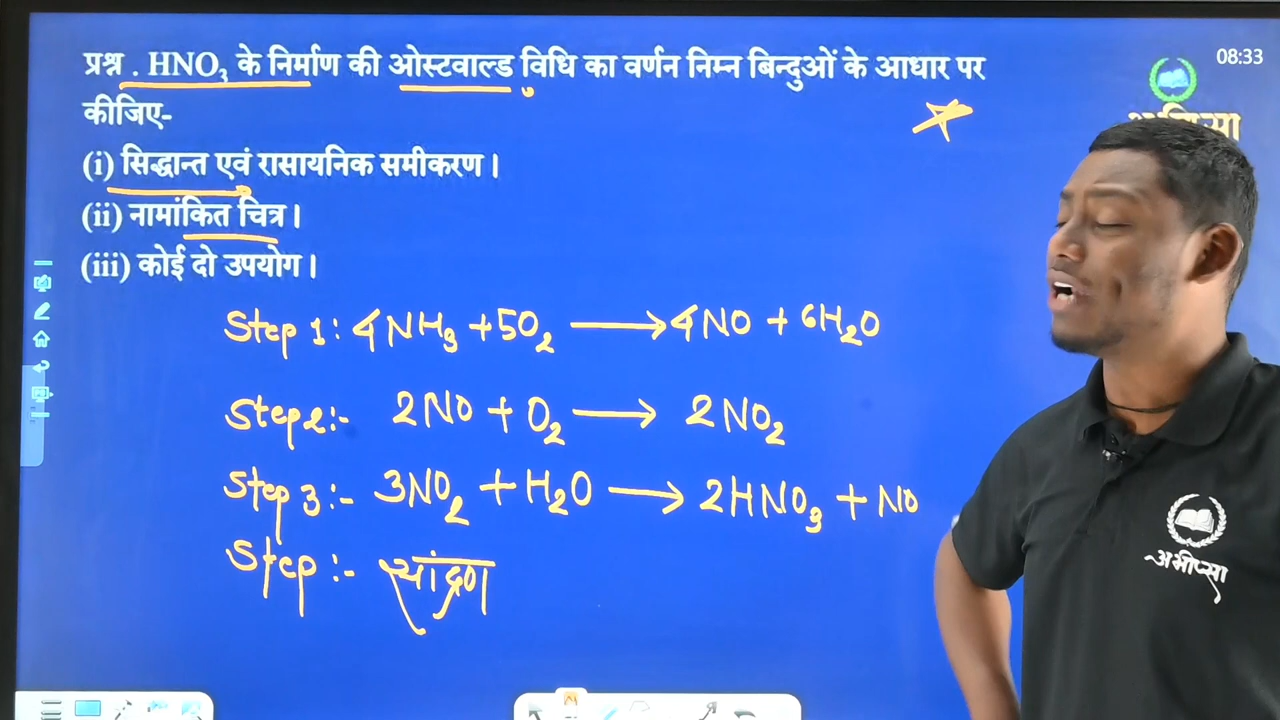 प्रश्न . HNO₃ के निर्माण की ओस्टवाल्ड विधि का वर्णन निम्न बिन्दुओं के आधार पर
कीजिए-
(i) सिद्धान्त एवं रासायनिक समीकरण।
(ii) नामांकित चित्र।
(iii) कोई दो उपयोग।
Step 1: 4NH₃ + 5O₂ ⟶ 4NO + 6H₂O
Step2:- 2NO + O₂ ⟶ 2NO₂
Step 3:- 3NO₂ + H₂O ⟶ 2HNO₃ + NO
Step :- सांद्रण
08:33
अभीप्सा